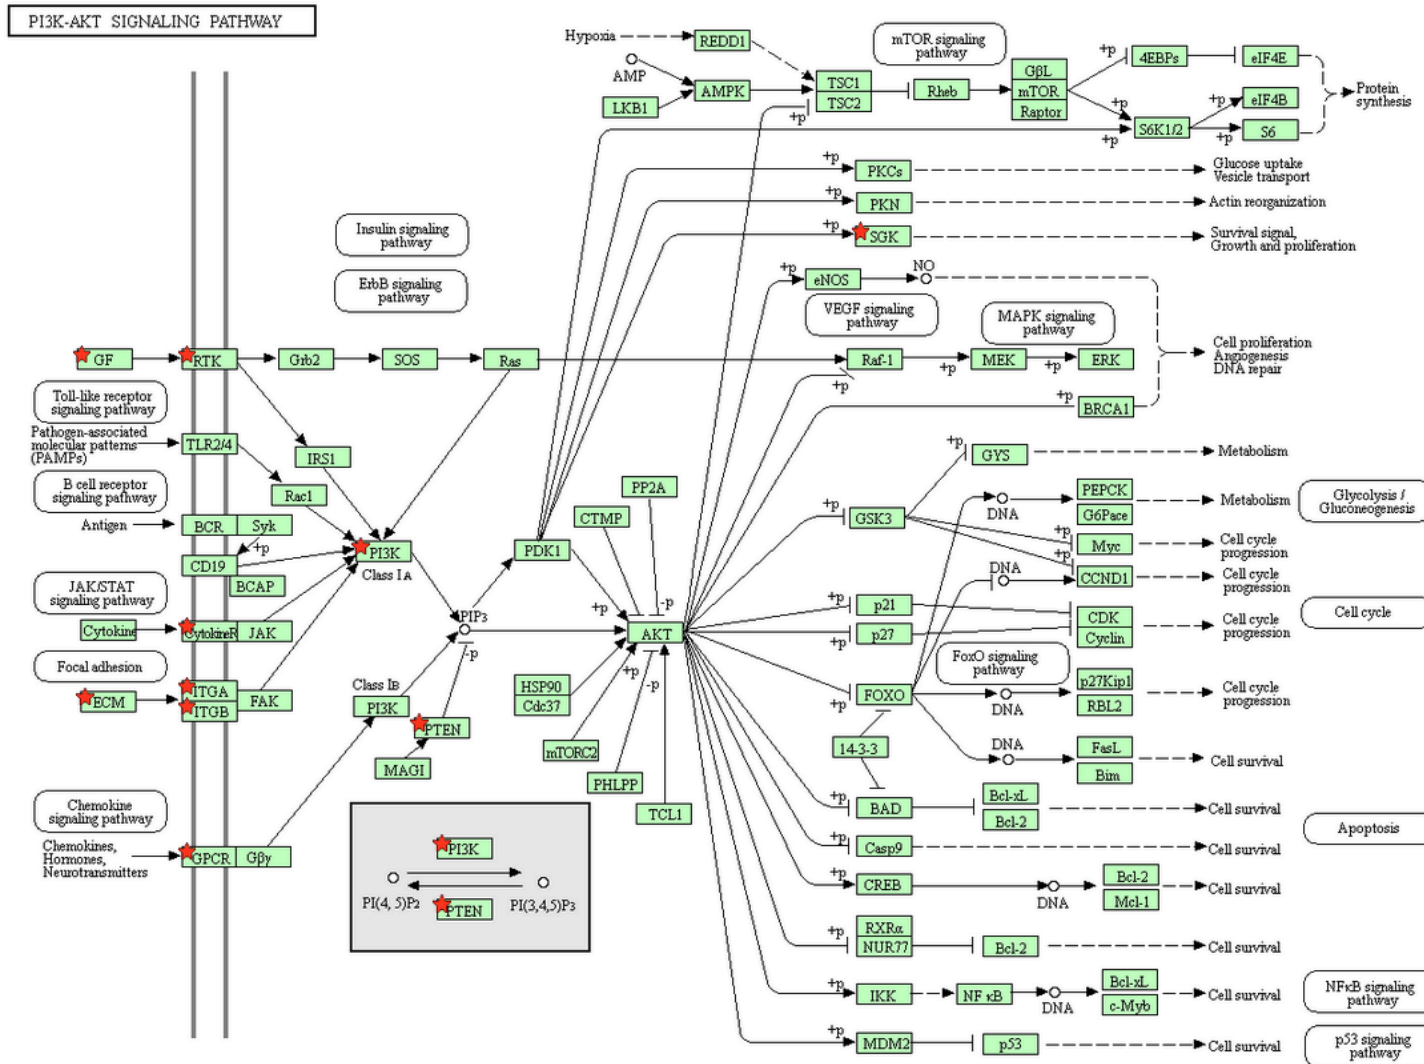 PI3K-AKT SIGNALING PATHWAY
Hypoxia
REDD1
mTOR signaling
pathway
AMP
AMPK
LKB1
TSC1
TSC2
+p
Rheb
GβL
mTOR
Raptor
+p
4EBPs
eIF4E
+p
+p
eIF4B
S6K1/2
+p
+p
S6
Protein
synthesis
+p
PKCs
Glucose uptake
Vesicle transport
+p
PKN
Actin reorganization
+p
SGK
Survival signal,
Growth and proliferation
Insulin signaling
pathway
ErbB signaling
pathway
+p
eNOS
NO
VEGF signaling
pathway
MAPK signaling
pathway
GF
RTK
Grb2
SOS
Ras
Raf-1
+p
MEK
+p
ERK
+p
Cell proliferation
Angiogenesis
DNA repair
+p
BRCA1
Toll-like receptor
signaling pathway
Pathogen-associated
molecular patterns
(PAMPs)
TLR2/4
IRS1
Rac1
B cell receptor
signaling pathway
Antigen
BCR
Syk
+p
CD19
BCAP
PI3K
Class IA
JAK/STAT
signaling pathway
Cytokine
CytokineR
JAK
Focal adhesion
ECM
ITGA
ITGB
FAK
Chemokine
signaling pathway
Chemokines,
Hormones,
Neurotransmitters
GPCR
Gβγ
PDK1
PIP3
-p
Class IB
PI3K
PTEN
MAGI
PI3K
PI(4, 5)P2
PI(3,4,5)P3
PTEN
PP2A
CTMP
-p
+p
AKT
+p
-p
HSP90
Cdc37
mTORC2
PHLPP
TCL1
+p
GYS
Metabolism
+p
GSK3
DNA
PEPCK
G6Pace
Metabolism
Glycolysis /
Gluconeogenesis
+p
Myc
Cell cycle
progression
+p
DNA
CCND1
Cell cycle
progression
+p
p21
+p
p27
CDK
Cyclin
Cell cycle
progression
Cell cycle
FoxO signaling
pathway
+p
FOXO
DNA
p27Kip1
RBL2
Cell cycle
progression
14-3-3
DNA
FasL
Bim
Cell survival
+p
BAD
Bcl-xL
Bcl-2
Cell survival
Apoptosis
+p
Casp9
Cell survival
+p
CREB
DNA
Bcl-2
Mcl-1
Cell survival
+p
RXRα
NUR77
Bcl-2
Cell survival
+p
IKK
NFκB
DNA
Bcl-xL
c-Myb
Cell survival
NFκB signaling
pathway
+p
MDM2
p53
Cell survival
p53 signaling
pathway